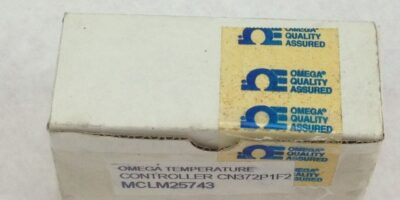 OMEGA®
QUALITY
ASSURED
OMEGA®
QUALITY
ASSURED
OMEGA®
QUALITY
ASSURED
OMEGA
QUALITY
ASSURED
OMEGA TEMPERATURE
CONTROLLER CN372P1F2
MCLM25743